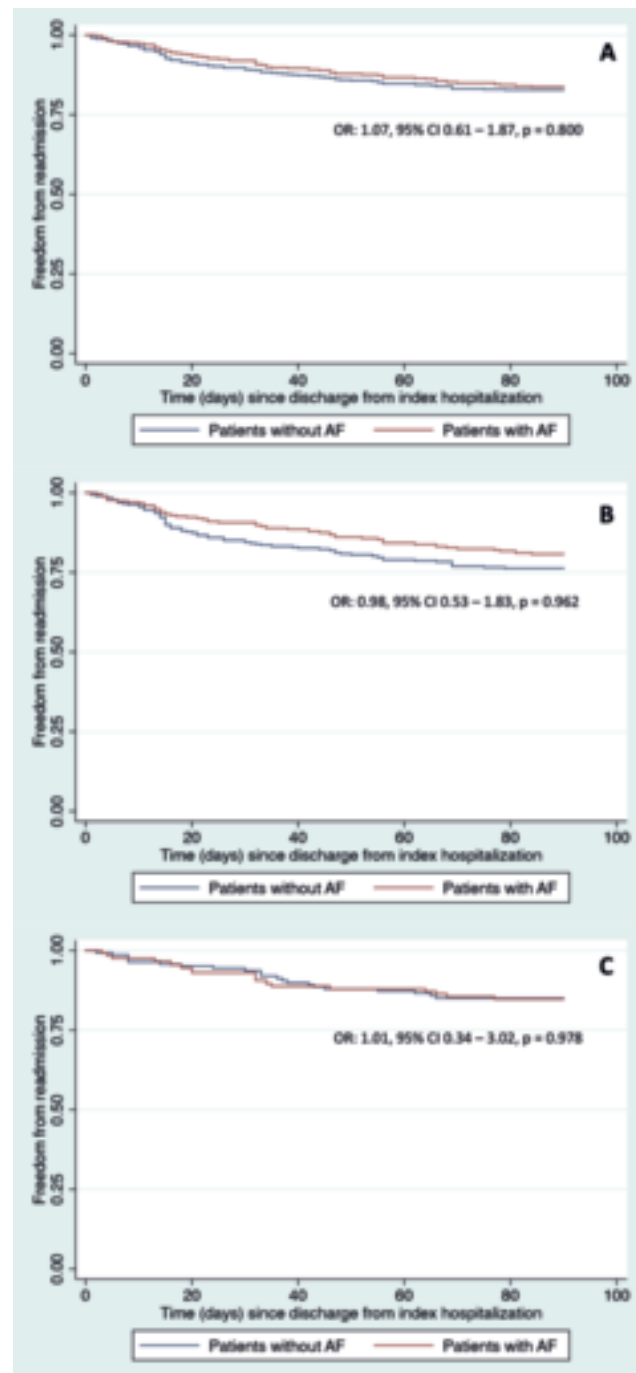 A
OR: 1.07, 95% CI 0.61 – 1.87, p = 0.800
Freedom from readmission
1.00
0.75
0.50
0.25
0.00
0 20 40 60 80 100
Time (days) since discharge from index hospitalization
Patients without AF Patients with AF
B
OR: 0.98, 95% CI 0.53 – 1.83, p = 0.962
Freedom from readmission
1.00
0.75
0.50
0.25
0.00
0 20 40 60 80 100
Time (days) since discharge from index hospitalization
Patients without AF Patients with AF
C
OR: 1.01, 95% CI 0.34 – 3.02, p = 0.978
Freedom from readmission
1.00
0.75
0.50
0.25
0.00
0 20 40 60 80 100
Time (days) since discharge from index hospitalization
Patients without AF Patients with AF